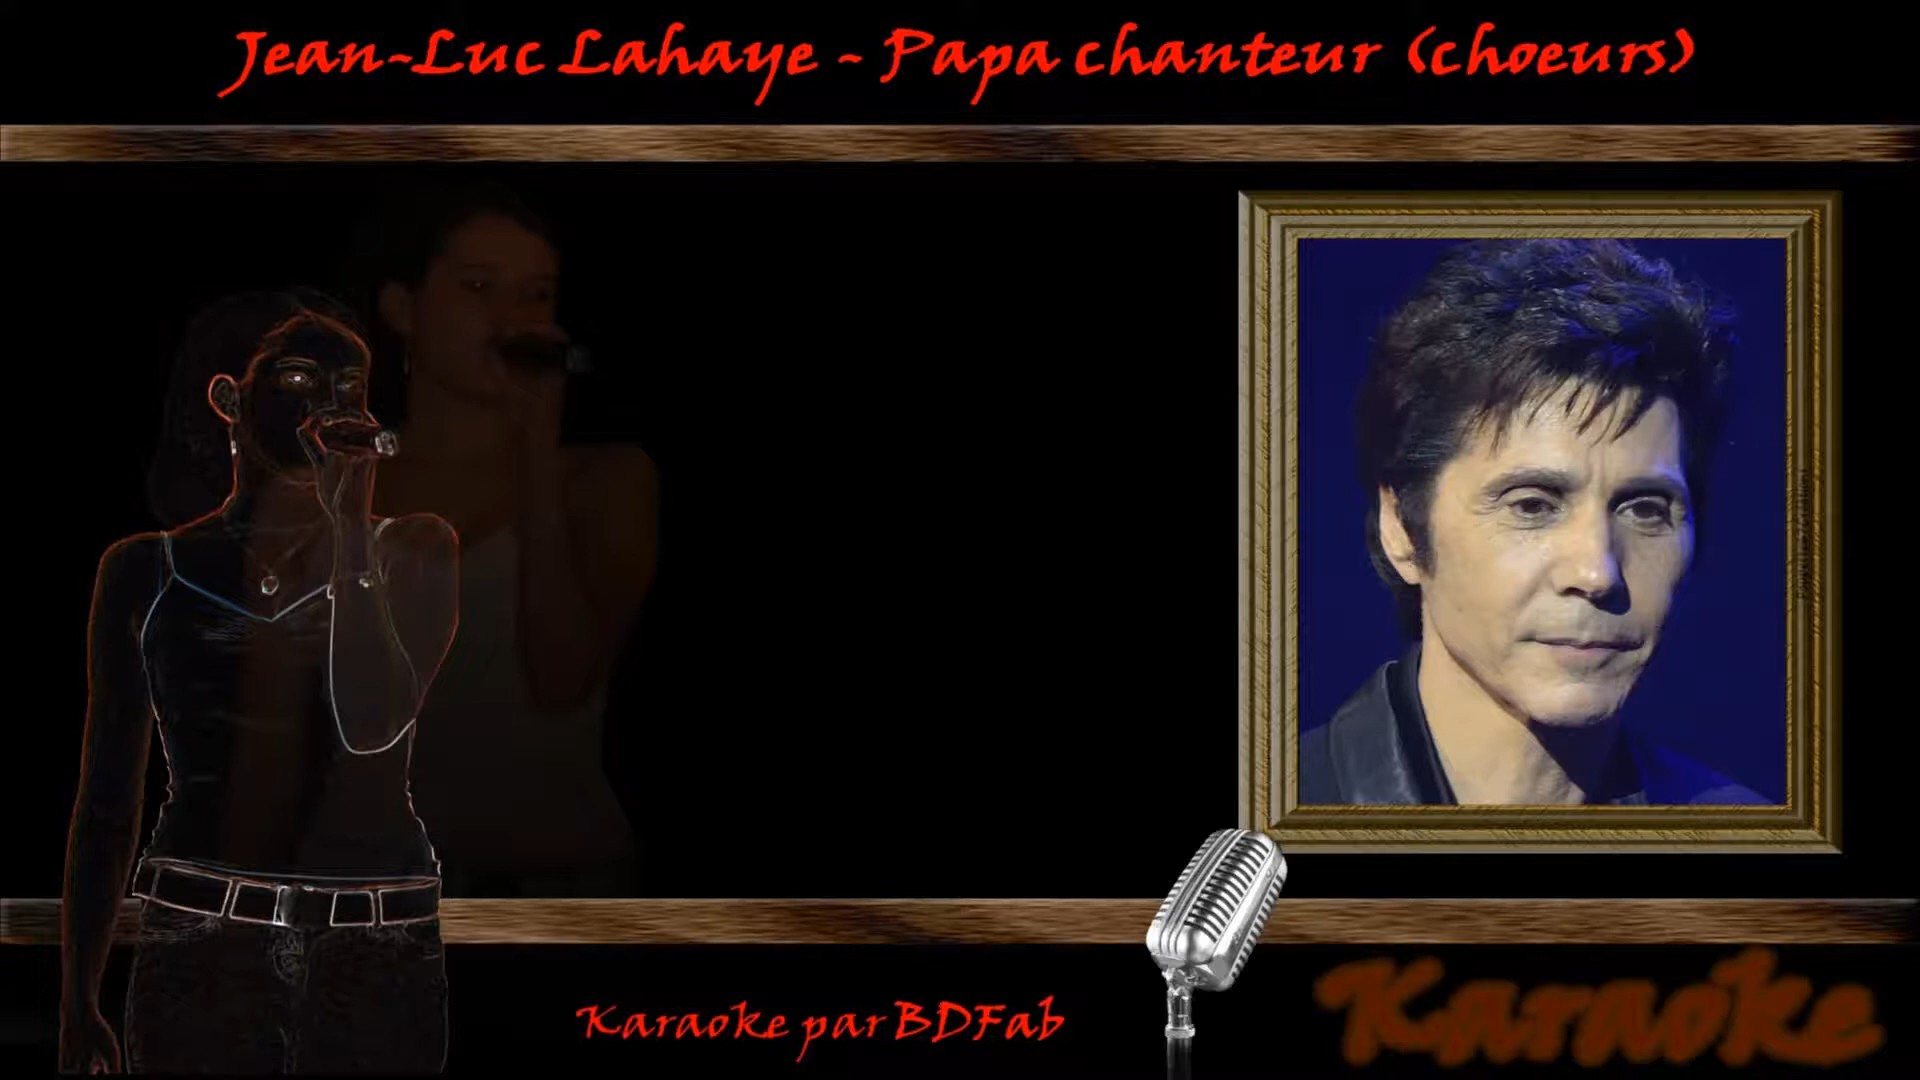 Jean-Luc Lahaye - Papa chanteur (choeurs)
Karaoke par BDFab
Karaoke